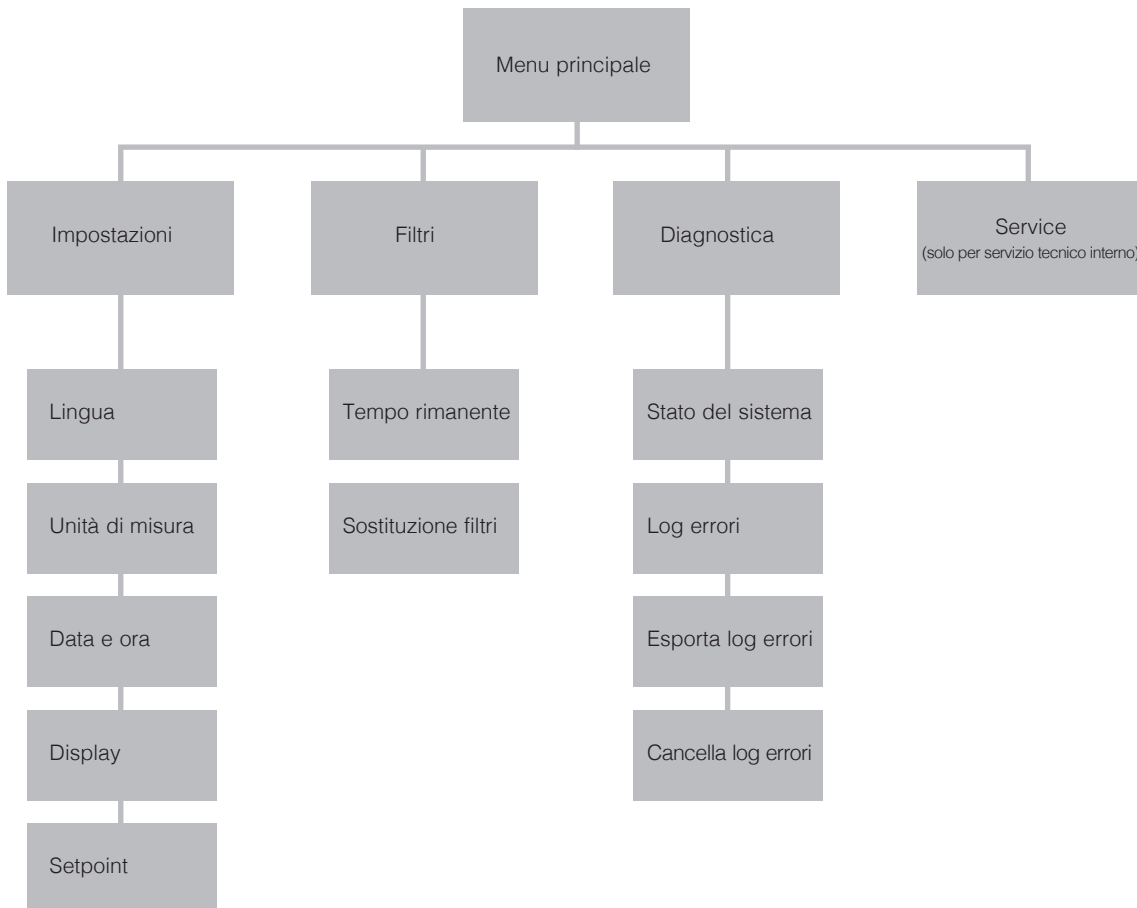 Menu principale
Impostazioni
Filtri
Diagnostica
Service
(solo per servizio tecnico interno)
Lingua
Tempo rimanente
Stato del sistema
Unità di misura
Sostituzione filtri
Log errori
Data e ora
Esporta log errori
Display
Cancella log errori
Setpoint